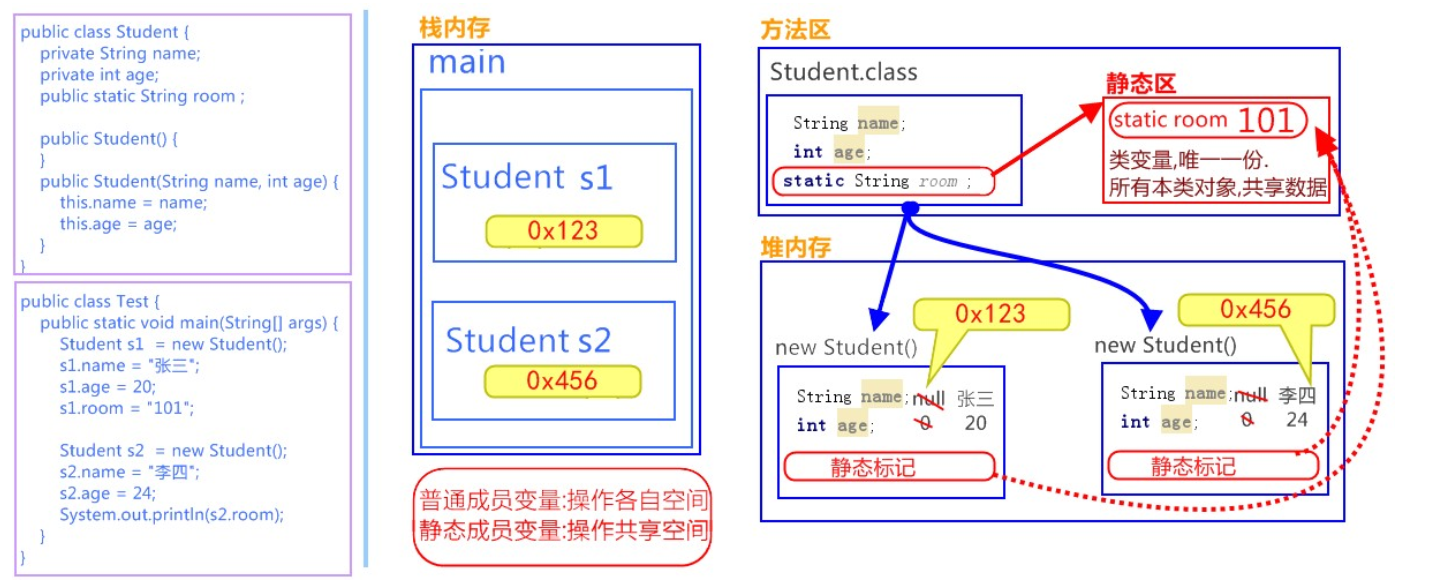 public class Student {
private String name;
private int age;
public static String room ;
public Student() {
}
public Student(String name, int age) {
this.name = name;
this.age = age;
}
}
public class Test {
public static void main(String[] args) {
Student s1 = new Student();
s1.name = "张三";
s1.age = 20;
s1.room = "101";
Student s2 = new Student();
s2.name = "李四";
s2.age = 24;
System.out.println(s2.room);
}
}
栈内存
main
Student s1
0x123
Student s2
0x456
普通成员变量:操作各自空间
静态成员变量:操作共享空间
方法区
Student.class
String name;
int age;
static String room ;
静态区
static room 101
类变量,唯一一份.
所有本类对象,共享数据
堆内存
0x123
new Student()
String name; null 张三
int age; 0 20
静态标记
0x456
new Student()
String name; null 李四
int age; 0 24
静态标记